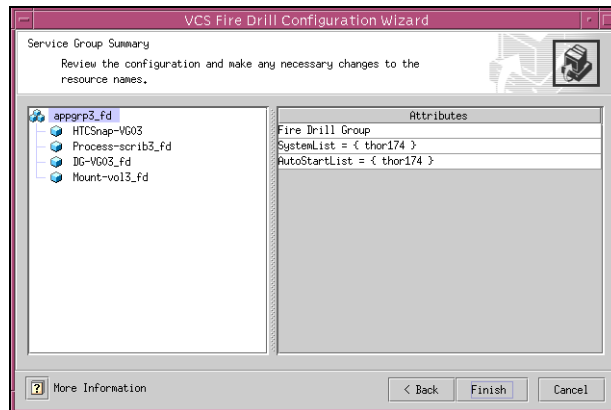 VCS Fire Drill Configuration Wizard
Service Group Summary
Review the configuration and make any necessary changes to the
resource names.
appgrp3_fd
HTCSnap-VG03
Process-scrib3_fd
DG-VG03_fd
Mount-vol3_fd
Attributes
Fire Drill Group
SystemList = { thor174 }
AutoStartList = { thor174 }
? More Information
< Back
Finish
Cancel